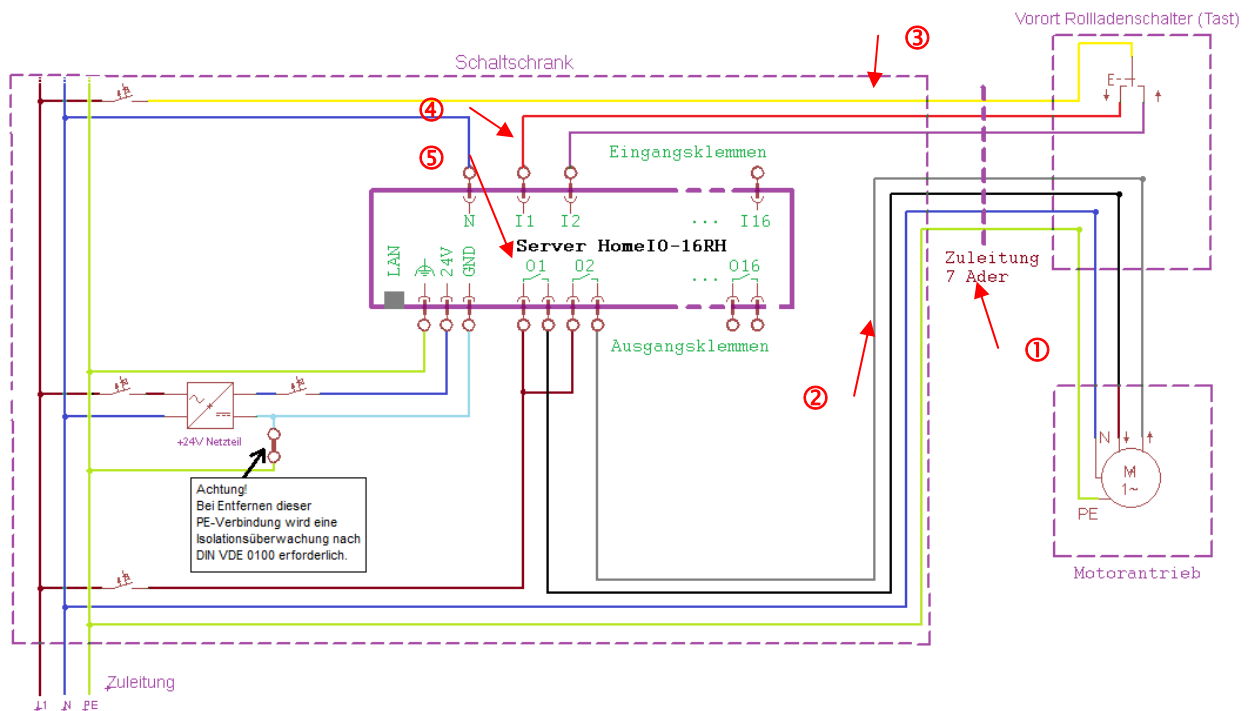 Vorort Rollladenschalter (Tast)
③
Schaltschrank
E
④
⑤
Eingangsklemmen
N
I1
I2
...
I16
Server HomeIO-16RH
LAN
24V
GND
O1
O2
...
O16
Zuleitung
7 Ader
Ausgangsklemmen
①
②
+24V Netzteil
N
M
1~
PE
Achtung!
Bei Entfernen dieser
PE-Verbindung wird eine
Isolationsüberwachung nach
DIN VDE 0100 erforderlich.
Motorantrieb
Zuleitung
L1
N
PE